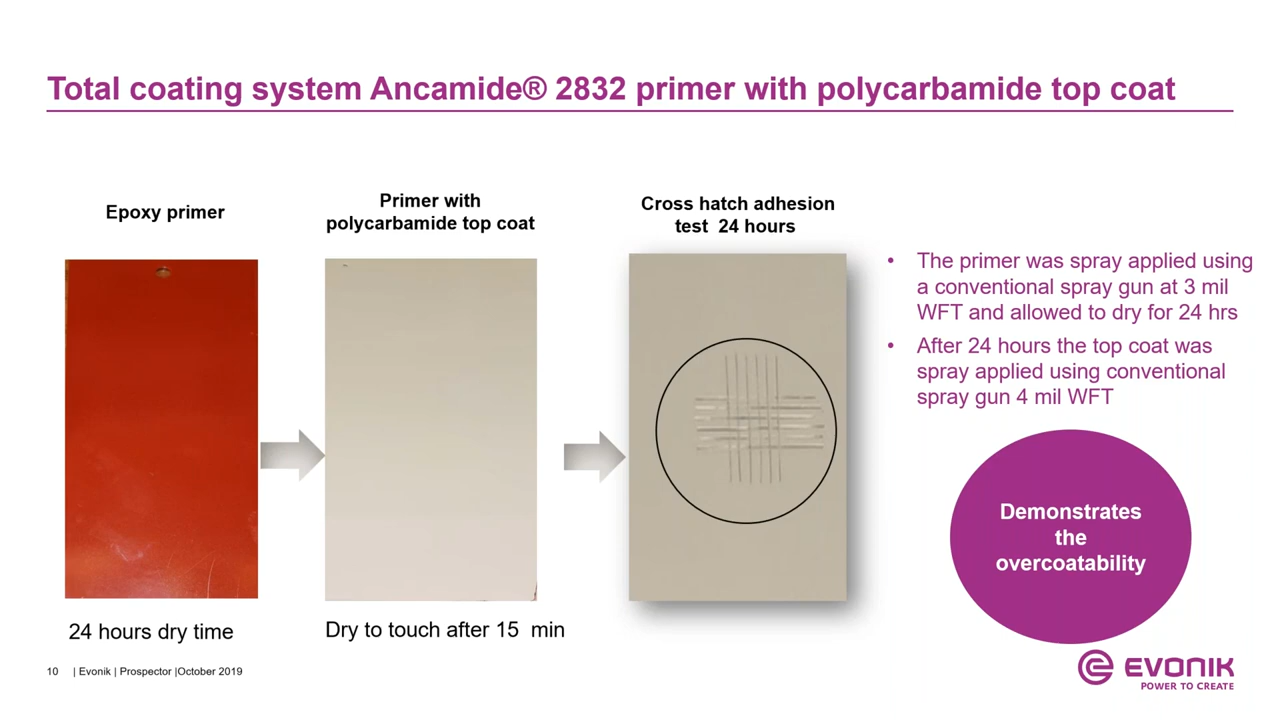 Total coating system Ancamide® 2832 primer with polycarbamide top coat
Epoxy primer
Primer with
polycarbamide top coat
Cross hatch adhesion
test 24 hours
• The primer was spray applied using
a conventional spray gun at 3 mil
WFT and allowed to dry for 24 hrs
• After 24 hours the top coat was
spray applied using conventional
spray gun 4 mil WFT
Demonstrates
the
overcoatability
24 hours dry time
Dry to touch after 15 min
10 | Evonik | Prospector |October 2019
EVONIK
POWER TO CREATE